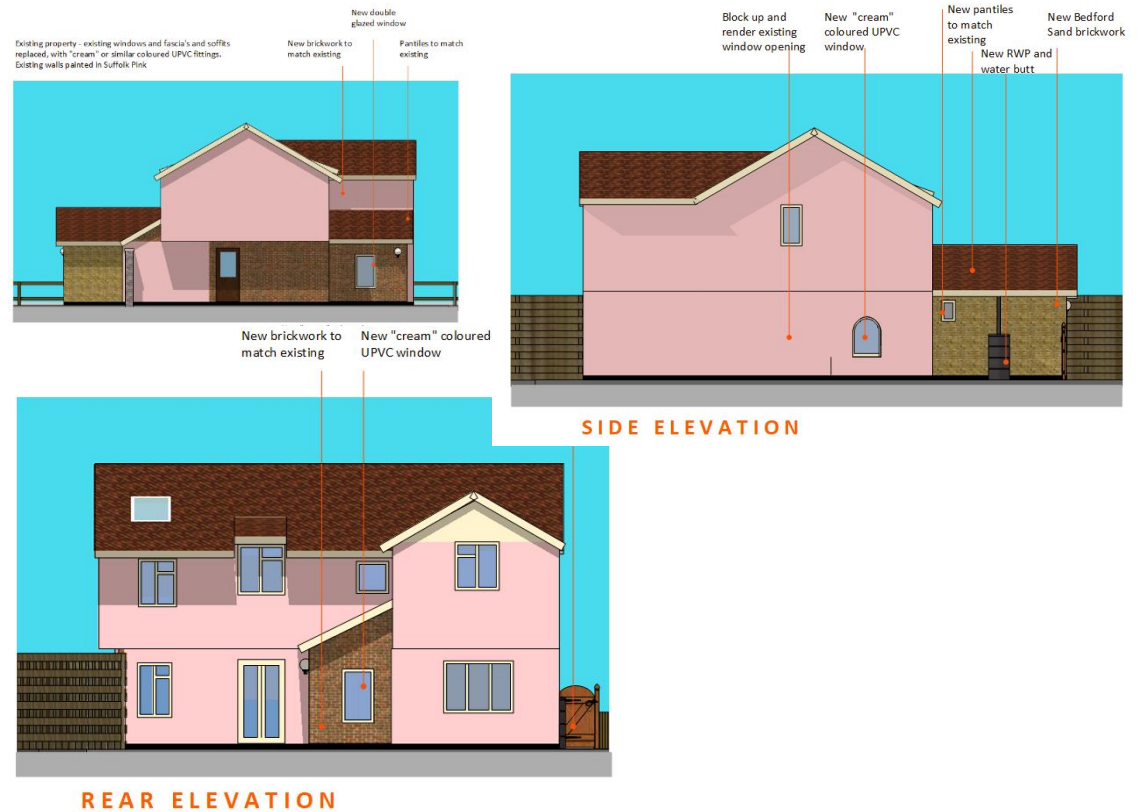 Existing property - existing windows and fascia's and soffits
replaced, with "cream" or similar coloured UPVC fittings.
Existing walls painted in Suffolk Pink
New double
glazed window
New brickwork to
match existing
Pantiles to match
existing
Block up and
render existing
window opening
New "cream"
coloured UPVC
window
New pantiles
to match
existing
New RWP and
water butt
New Bedford
Sand brickwork
SIDE ELEVATION
New brickwork to
match existing
New "cream" coloured
UPVC window
REAR ELEVATION